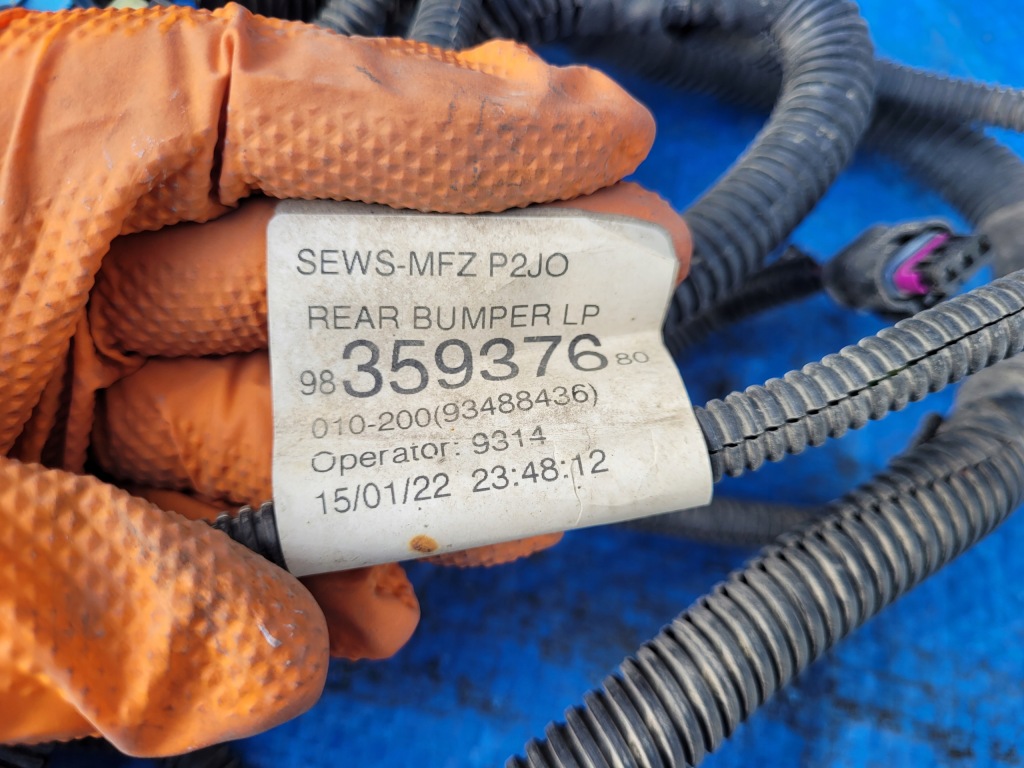 SEWS-MFZ P2JO
REAR BUMPER LP
98 359376 80
010-200(93488436)
Operator: 9314
15/01/22 23:48:12